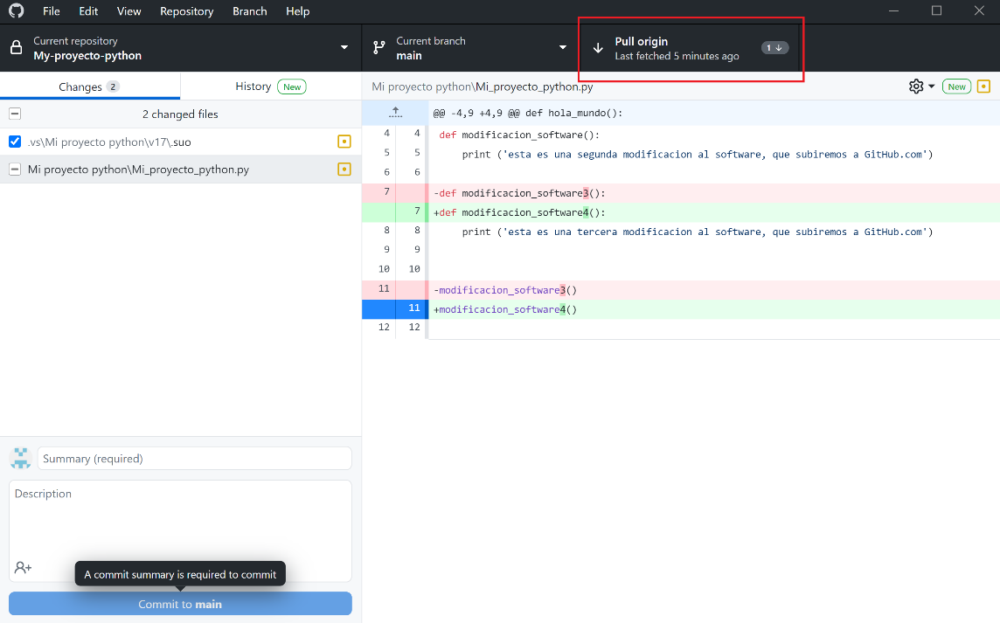 File Edit View Repository Branch Help
Current repository
My-proyecto-python
Current branch
main
Pull origin
Last fetched 5 minutes ago
1
Changes 2
History New
2 changed files
.vs\Mi proyecto python\v17\.suo
Mi proyecto python\Mi_proyecto_python.py
Summary (required)
Description
A commit summary is required to commit
Commit to main
Mi proyecto python\Mi_proyecto_python.py New
@@ -4,9 +4,9 @@ def hola_mundo():
4 4 def modificacion_software():
5 5 print ('esta es una segunda modificacion al software, que subiremos a GitHub.com')
6 6
7 -def modificacion_software3():
7 +def modificacion_software4():
8 8 print ('esta es una tercera modificacion al software, que subiremos a GitHub.com')
9 9
10 10
11 -modificacion_software3()
11 +modificacion_software4()
12 12